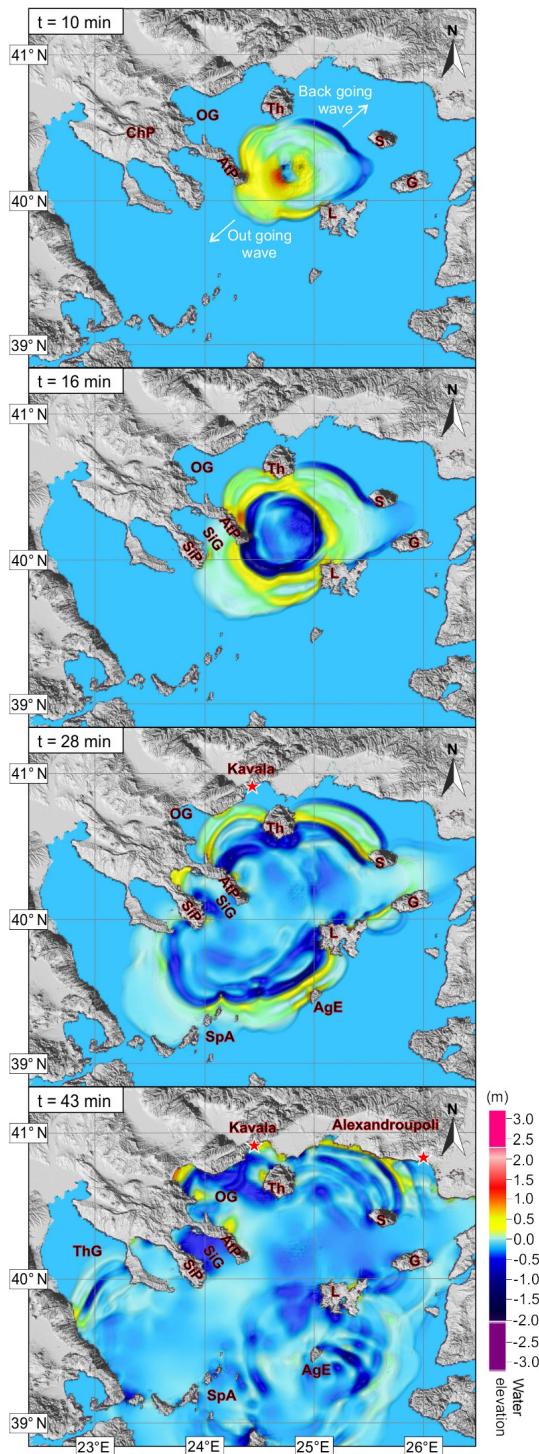 t = 10 min
N
41° N
OG
Th
Back going
wave
ChP
S
AtP
G
40° N
L
Out going
wave
39° N
t = 16 min
N
41° N
OG
Th
S
AtP
SiG
SiP
G
40° N
L
39° N
t = 28 min
N
Kavala
41° N
OG
Th
S
AtP
SiP
SiG
G
40° N
L
AgE
SpA
39° N
t = 43 min
N
Kavala
Alexandroupoli
41° N
OG
Th
S
ThG
AtP
SiG
SiP
G
40° N
L
AgE
SpA
39° N
23°E
24°E
25°E
26°E
(m)
3.0
2.5
2.0
1.5
1.0
0.5
0.0
-0.5
-1.0
-1.5
-2.0
-2.5
-3.0
Water
elevation